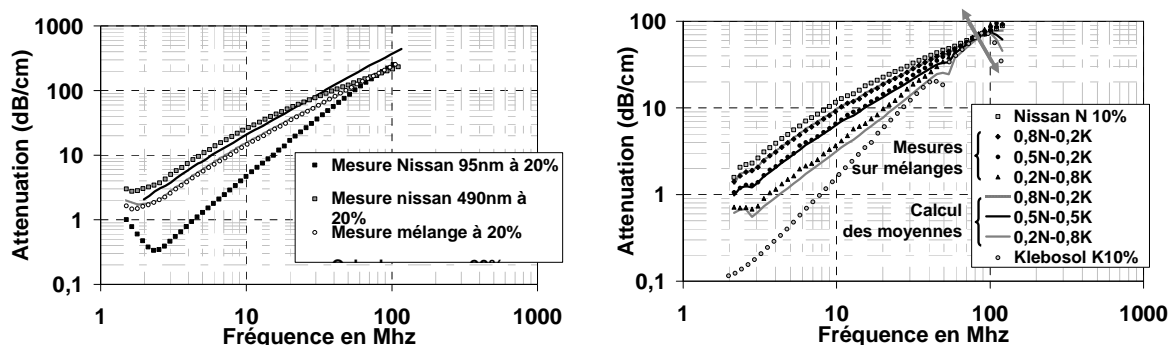 Attenuation (dB/cm)
1000
100
10
1
0,1
1
10
100
1000
Fréquence en Mhz
Mesure Nissan 95nm à 20%
Mesure nissan 490nm à
20%
Mesure mélange à 20%
Attenuation (dB/cm)
100
10
1
0,1
1
10
100
1000
Fréquence en Mhz
Mesures
sur mélanges
Calcul
des moyennes
Nissan N 10%
0,8N-0,2K
0,5N-0,2K
0,2N-0,8K
0,8N-0,2K
0,5N-0,5K
0,2N-0,8K
Klebosol K10%